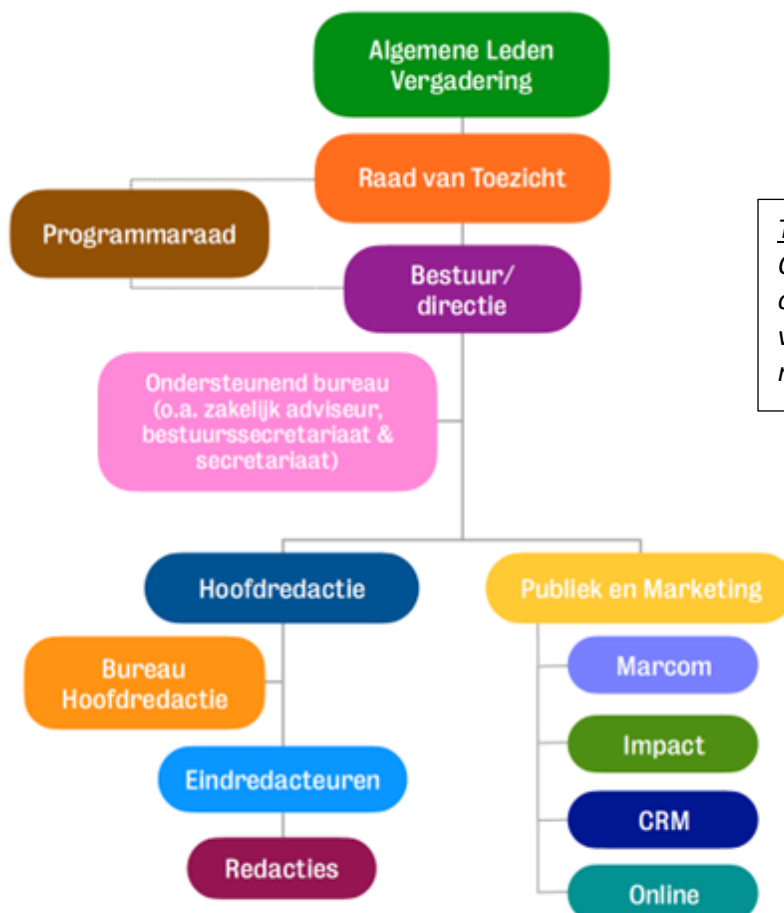 Algemene Leden
Vergadering
Raad van Toezicht
Programmaraad
Bestuur/
directie
Ondersteunend bureau
(o.a. zakelijk adviseur,
bestuurssecretariaat &
secretariaat)
Hoofdredactie
Publiek en Marketing
Bureau
Hoofdredactie
Marcom
Impact
Eindredacteuren
CRM
Redacties
Online